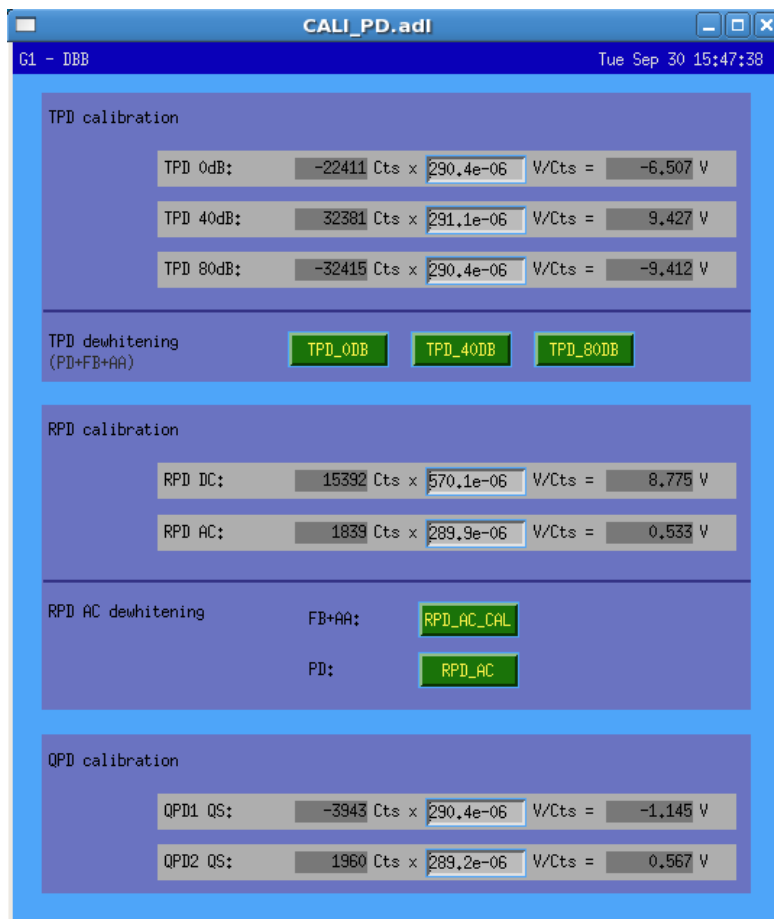 CALI_PD.adl
G1 - DBB Tue Sep 30 15:47:38
TPD calibration
TPD 0dB: -22411 Cts x 290.4e-06 V/Cts = -6.507 V
TPD 40dB: 32381 Cts x 291.1e-06 V/Cts = 9.427 V
TPD 80dB: -32415 Cts x 290.4e-06 V/Cts = -9.412 V
TPD dewhitening TPD_0DB TPD_40DB TPD_80DB
(PD+FB+AA)
RPD calibration
RPD DC: 15392 Cts x 570.1e-06 V/Cts = 8.775 V
RPD AC: 1839 Cts x 289.9e-06 V/Cts = 0.533 V
RPD AC dewhitening FB+AA: RPD_AC_CAL
PD: RPD_AC
QPD calibration
QPD1 QS: -3943 Cts x 290.4e-06 V/Cts = -1.145 V
QPD2 QS: 1960 Cts x 289.2e-06 V/Cts = 0.567 V